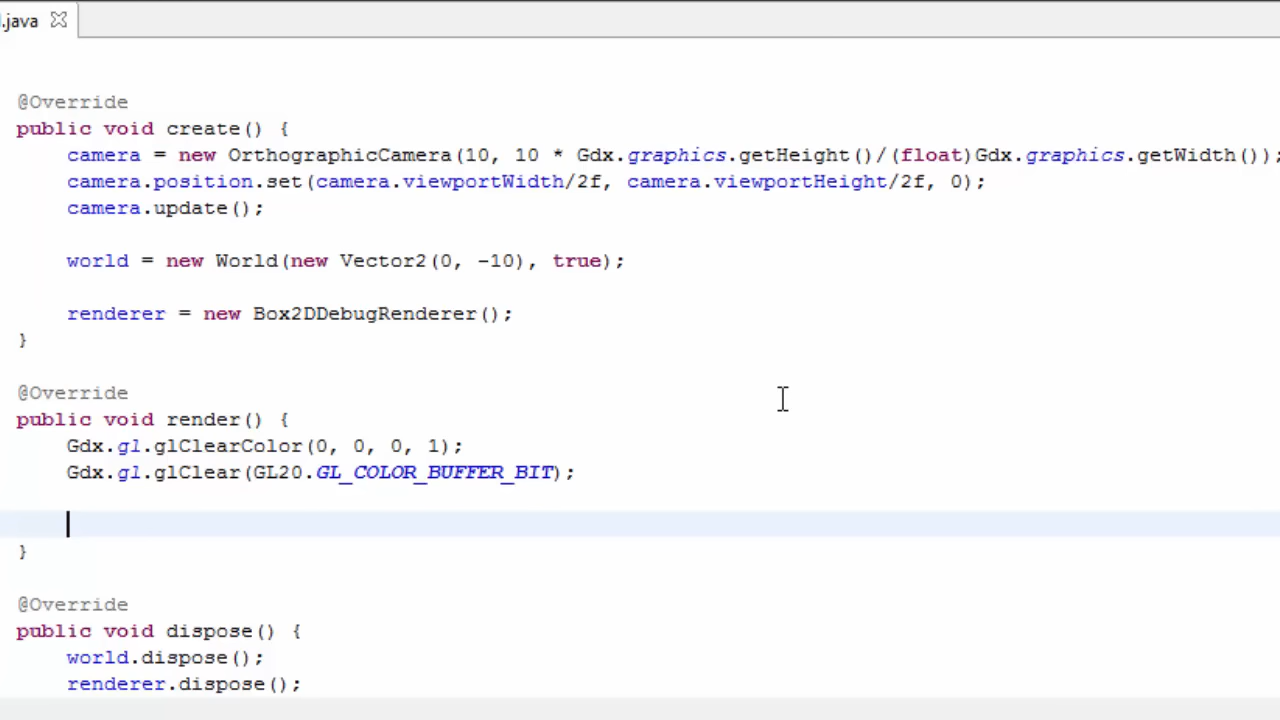 .java
@Override
public void create() {
camera = new OrthographicCamera(10, 10 * Gdx.graphics.getHeight()/(float)Gdx.graphics.getWidth());
camera.position.set(camera.viewportWidth/2f, camera.viewportHeight/2f, 0);
camera.update();
world = new World(new Vector2(0, -10), true);
renderer = new Box2DDebugRenderer();
}
@Override
public void render() {
Gdx.gl.glClearColor(0, 0, 0, 1);
Gdx.gl.glClear(GL20.GL_COLOR_BUFFER_BIT);
}
@Override
public void dispose() {
world.dispose();
renderer.dispose();